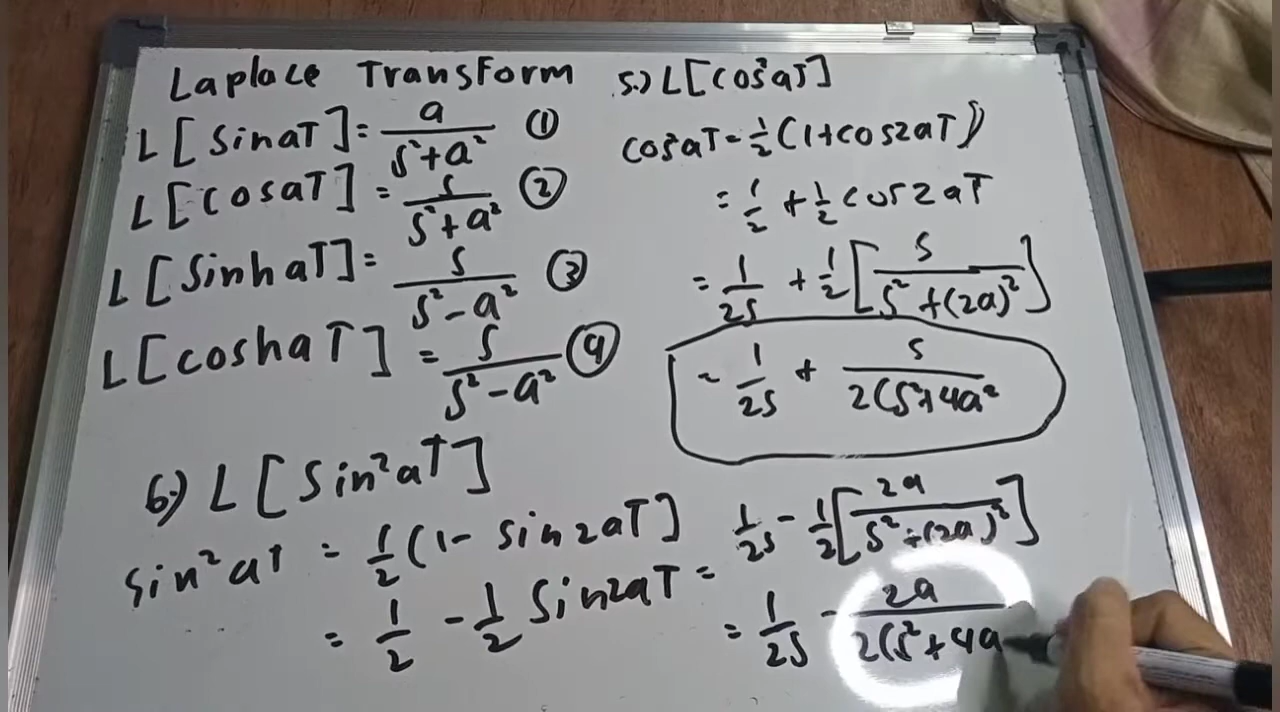 Laplace Transform
L[sinaT] = a/(s²+a²) ①
L[cosaT] = s/(s²+a²) ②
L[sinhaT] = s/(s²-a²) ③
L[coshaT] = s/(s²-a²) ④
5.) L[cos²aT]
cos²aT = 1/2(1+cos2aT)
= 1/2 + 1/2 cos2aT
= 1/2s + 1/2[s/(s²+(2a)²)]
= 1/2s + s/2(s²+4a²
6.) L[sin²aT]
sin²aT = 1/2(1-sin2aT]
= 1/2 - 1/2 sin2aT = 1/2s - 1/2[2a/(s²+(2a)²)]
= 1/2s - 2a/2(s²+4a